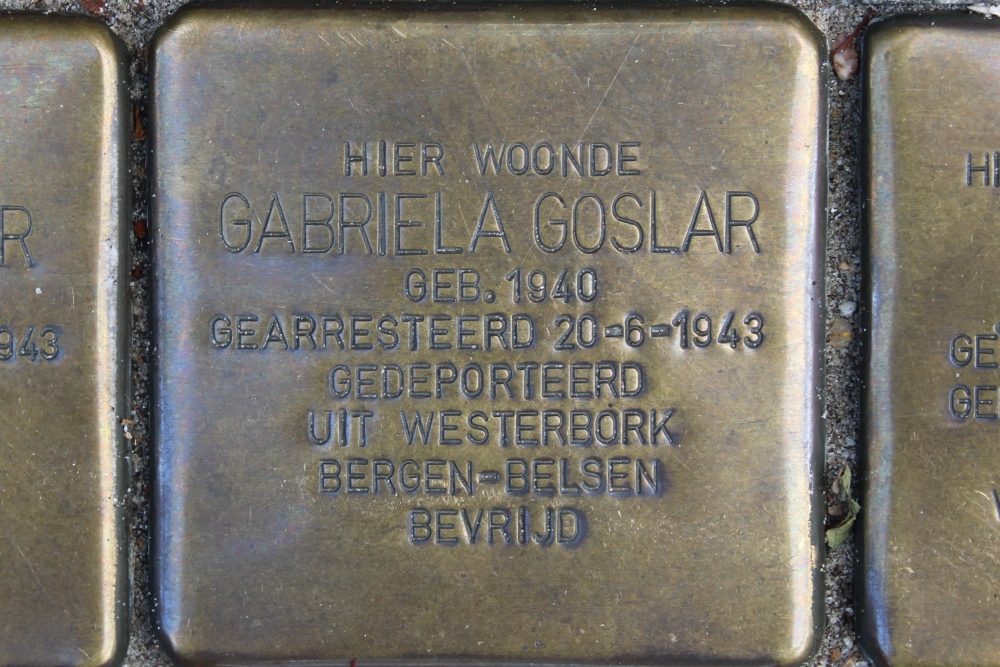 HIER WOONDE
GABRIELA GOSLAR
GEB. 1940
GEARRESTEERD 20-6-1943
GEDEPORTEERD
UIT WESTERBORK
BERGEN-BELSEN
BEVRIJD